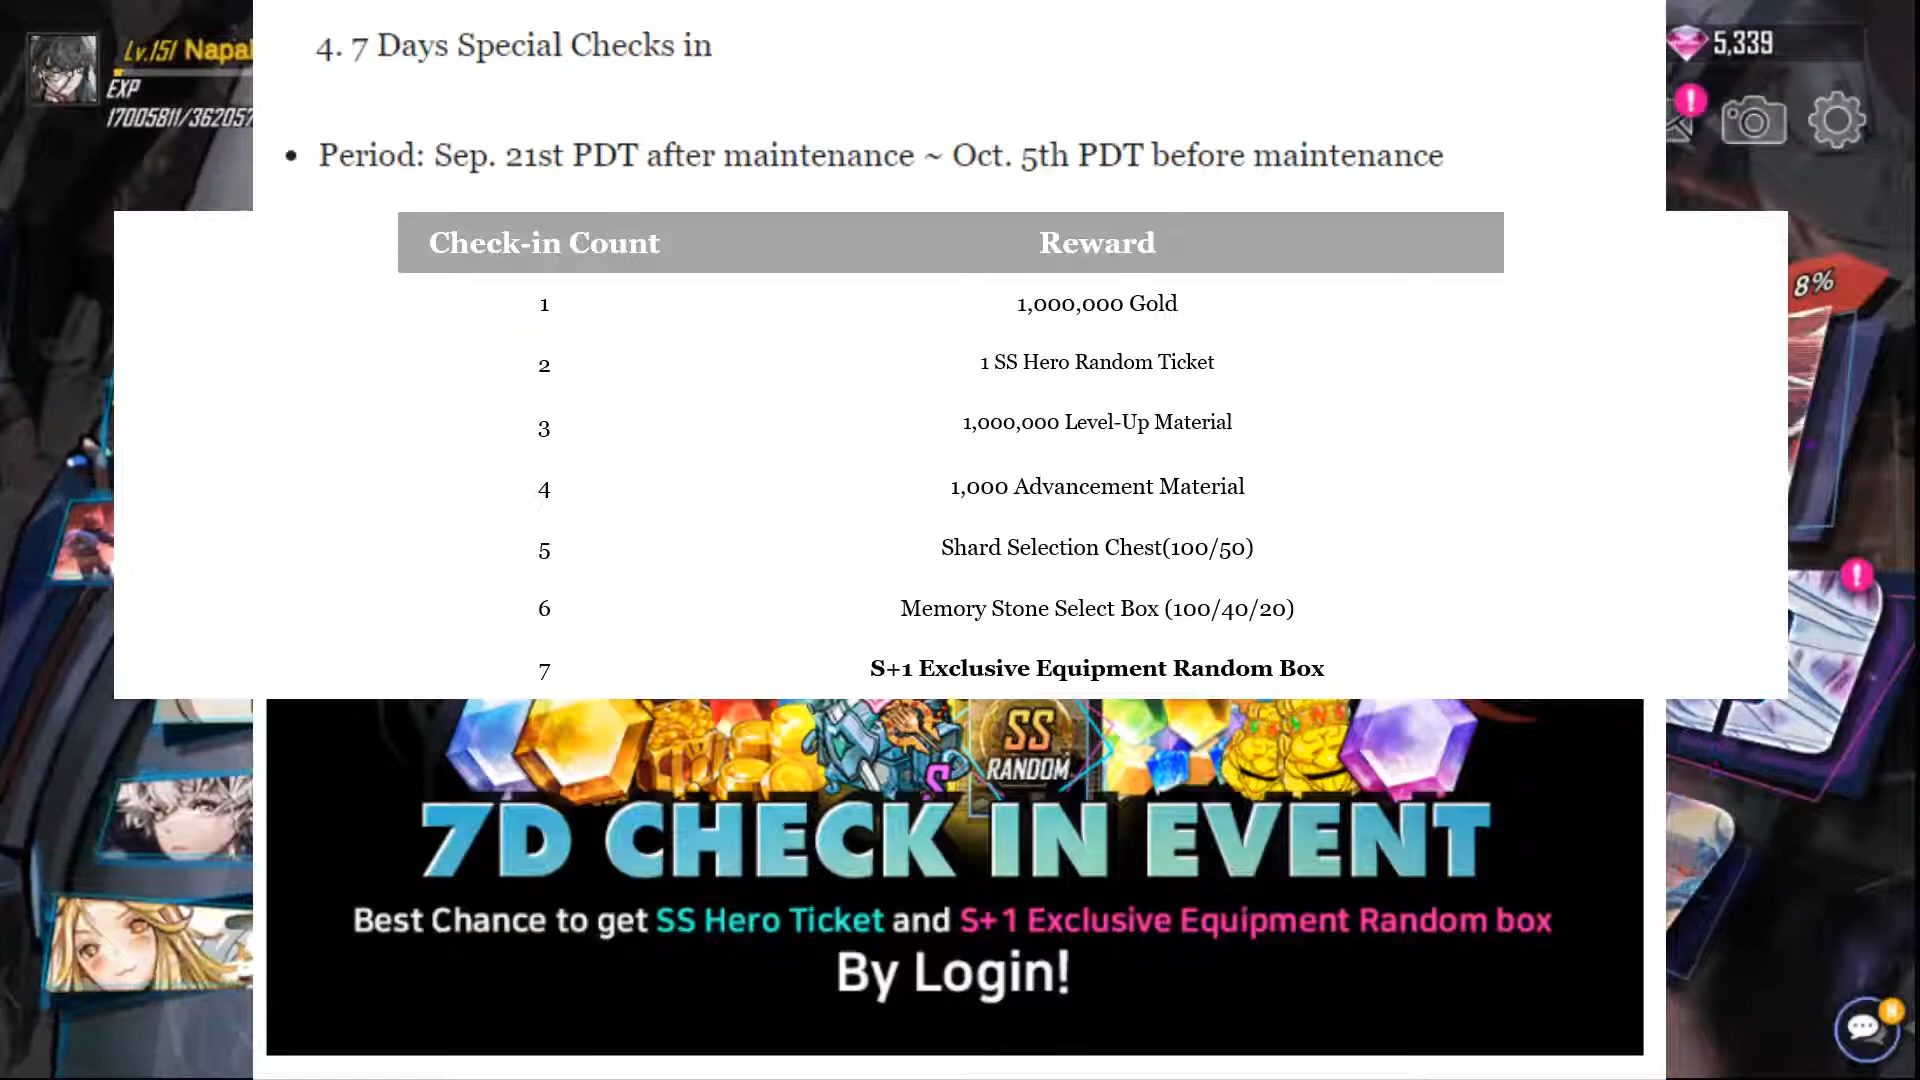 4. 7 Days Special Checks in
Lv.151 Napal
5,339
EXP
17005811/362057
• Period: Sep. 21st PDT after maintenance ~ Oct. 5th PDT before maintenance
Check-in Count Reward
8%
1 1,000,000 Gold
2 1 SS Hero Random Ticket
3 1,000,000 Level-Up Material
4 1,000 Advancement Material
5 Shard Selection Chest(100/50)
6 Memory Stone Select Box (100/40/20)
7 S+1 Exclusive Equipment Random Box
SS
RANDOM
S
7D CHECK IN EVENT
Best Chance to get SS Hero Ticket and S+1 Exclusive Equipment Random box
By Login!
N